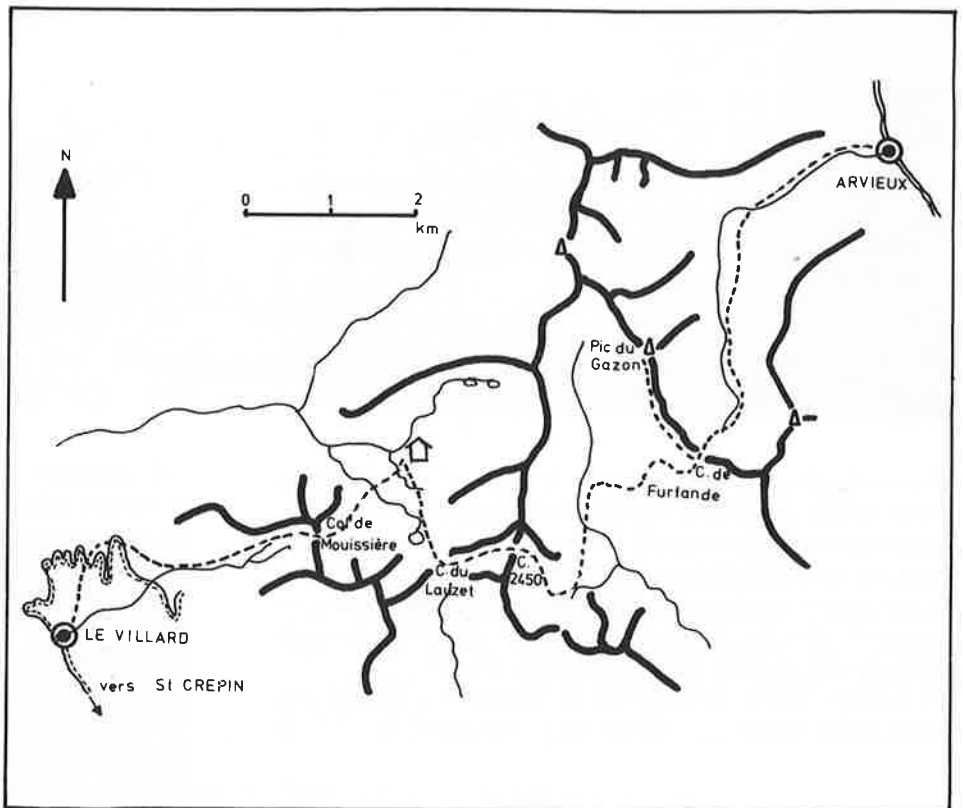 N
0 1 2
km
ARVIEUX
Pic du
Gazon
C. de
Furfande
Col de
Mouissière
C. du
Lauzet
C.
2450
LE VILLARD
vers St CREPIN